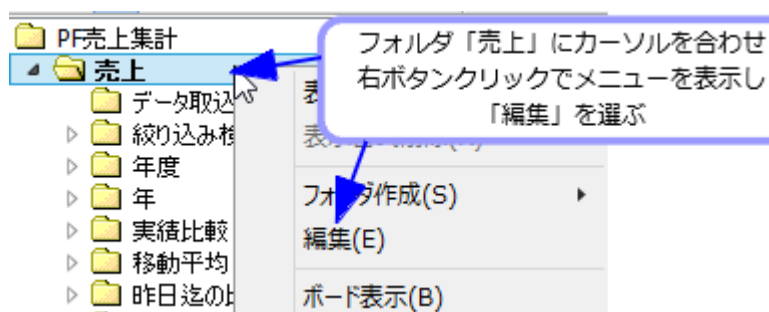 PF売上集計
フォルダ「売上」にカーソルを合わせ
右ボタンクリックでメニューを表示し
「編集」を選ぶ
売上
データ取込
絞り込み検
年度
年
実績比較
移動平均
昨日迄の
表
フォルダ作成(S)
編集(E)
ボード表示(B)